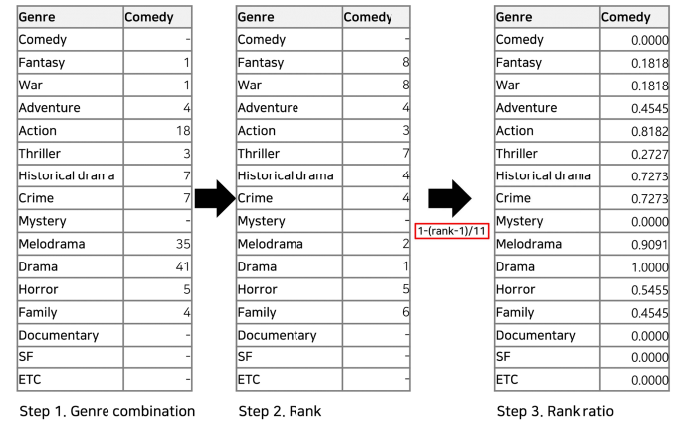 Genre Comedy
Comedy -
Fantasy 1
War 1
Adventure 4
Action 18
Thriller 3
Historical drama 7
Crime 7
Mystery -
Melodrama 35
Drama 41
Horror 5
Family 4
Documentary -
SF -
ETC -
Step 1. Genre combination
Genre Comedy
Comedy -
Fantasy 8
War 8
Adventure 4
Action 3
Thriller 7
Historical drama 4
Crime 4
Mystery -
Melodrama 2
Drama 1
Horror 5
Family 6
Documentary -
SF -
ETC -
Step 2. Rank
1-(rank-1)/11
Genre Comedy
Comedy 0.0000
Fantasy 0.1818
War 0.1818
Adventure 0.4545
Action 0.8182
Thriller 0.2727
Historical drama 0.7273
Crime 0.7273
Mystery 0.0000
Melodrama 0.9091
Drama 1.0000
Horror 0.5455
Family 0.4545
Documentary 0.0000
SF 0.0000
ETC 0.0000
Step 3. Rank ratio